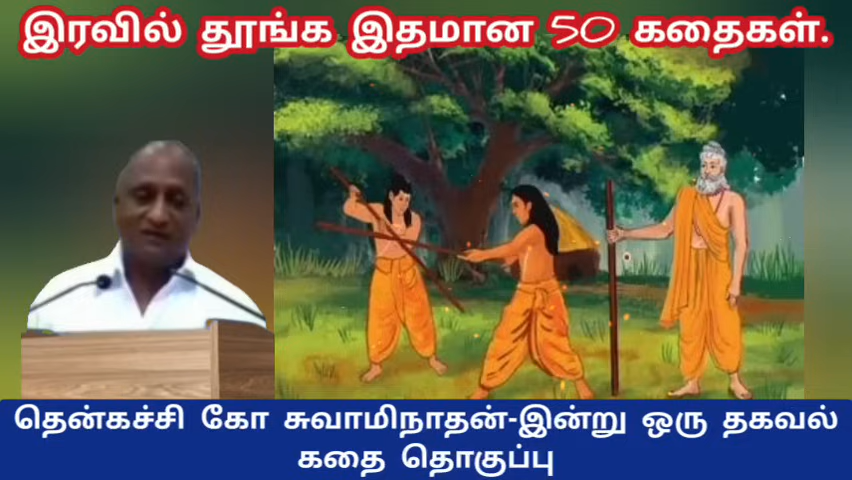 இரவில் தூங்க இதமான 50 கதைகள்.
தென்கச்சி கோ சுவாமிநாதன்-இன்று ஒரு தகவல்
கதை தொகுப்பு